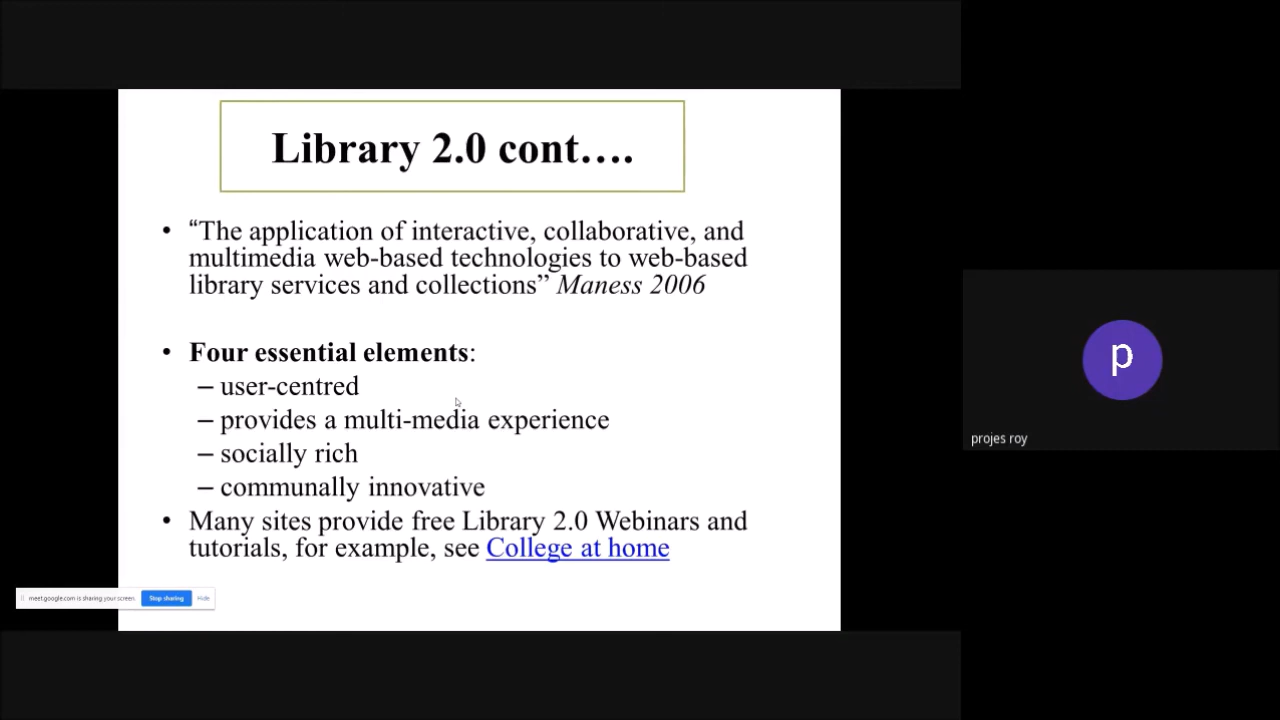 Library 2.0 cont….
• “The application of interactive, collaborative, and
multimedia web-based technologies to web-based
library services and collections” Maness 2006
• Four essential elements:
– user-centred
– provides a multi-media experience
– socially rich
– communally innovative
• Many sites provide free Library 2.0 Webinars and
tutorials, for example, see College at home
meet.google.com is sharing your screen. Stop sharing Hide
p
projes roy